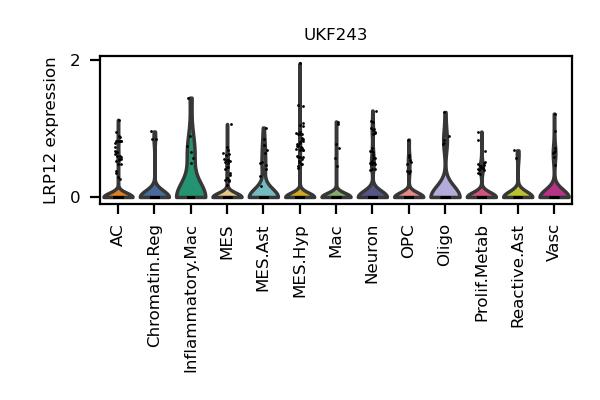 UKF243
LRP12 expression
2
0
AC
Chromatin.Reg
Inflammatory.Mac
MES
MES.Ast
MES.Hyp
Mac
Neuron
OPC
Oligo
Prolif.Metab
Reactive.Ast
Vasc